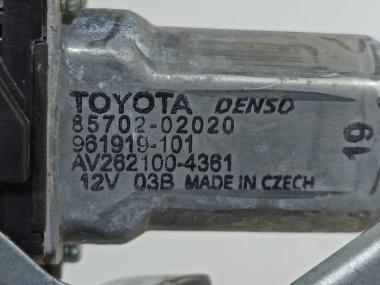 TOYOTA DENSO
85702-02020
961919-101
AV262100-4361
12V 03B MADE IN CZECH
19